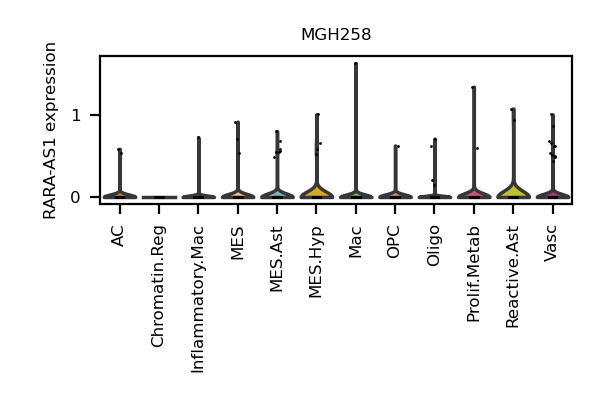 MGH258
RARA-AS1 expression
1
0
AC
Chromatin.Reg
Inflammatory.Mac
MES
MES.Ast
MES.Hyp
Mac
OPC
Oligo
Prolif.Metab
Reactive.Ast
Vasc